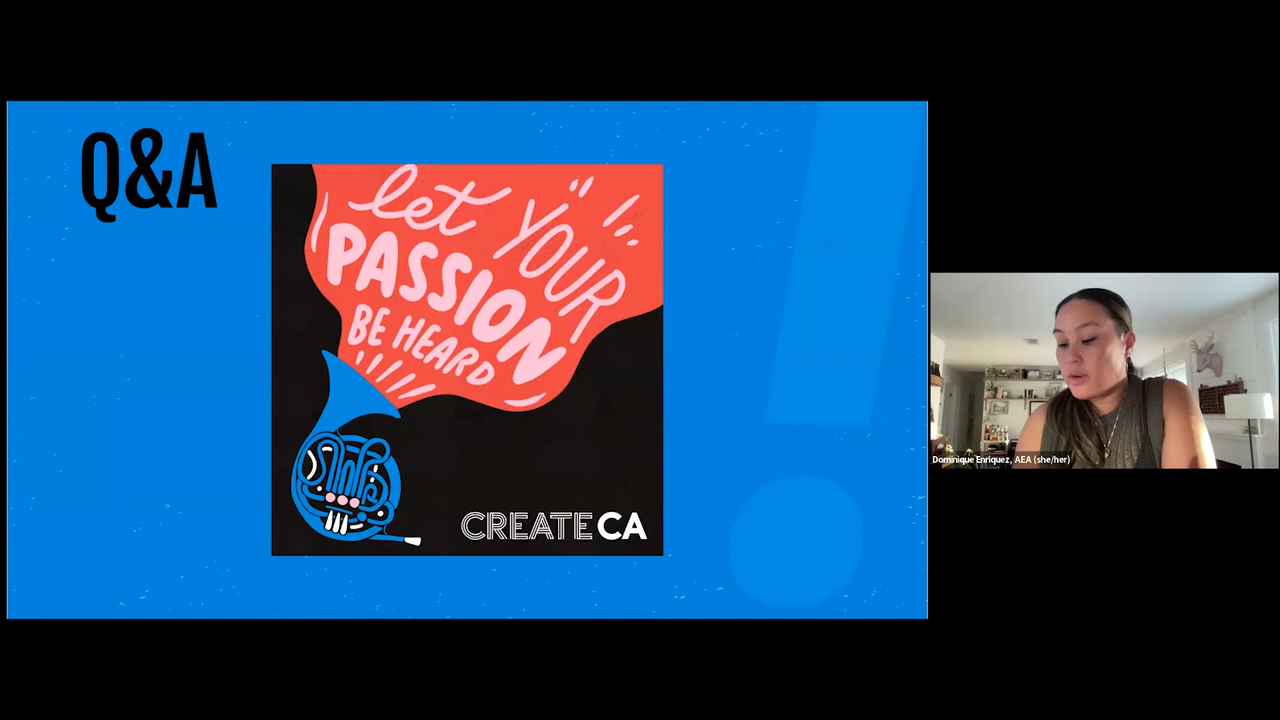 Q&A
let YOUR
PASSION
BE HEARD
CREATE CA
Dominique Enriquez, AEA (she/her)